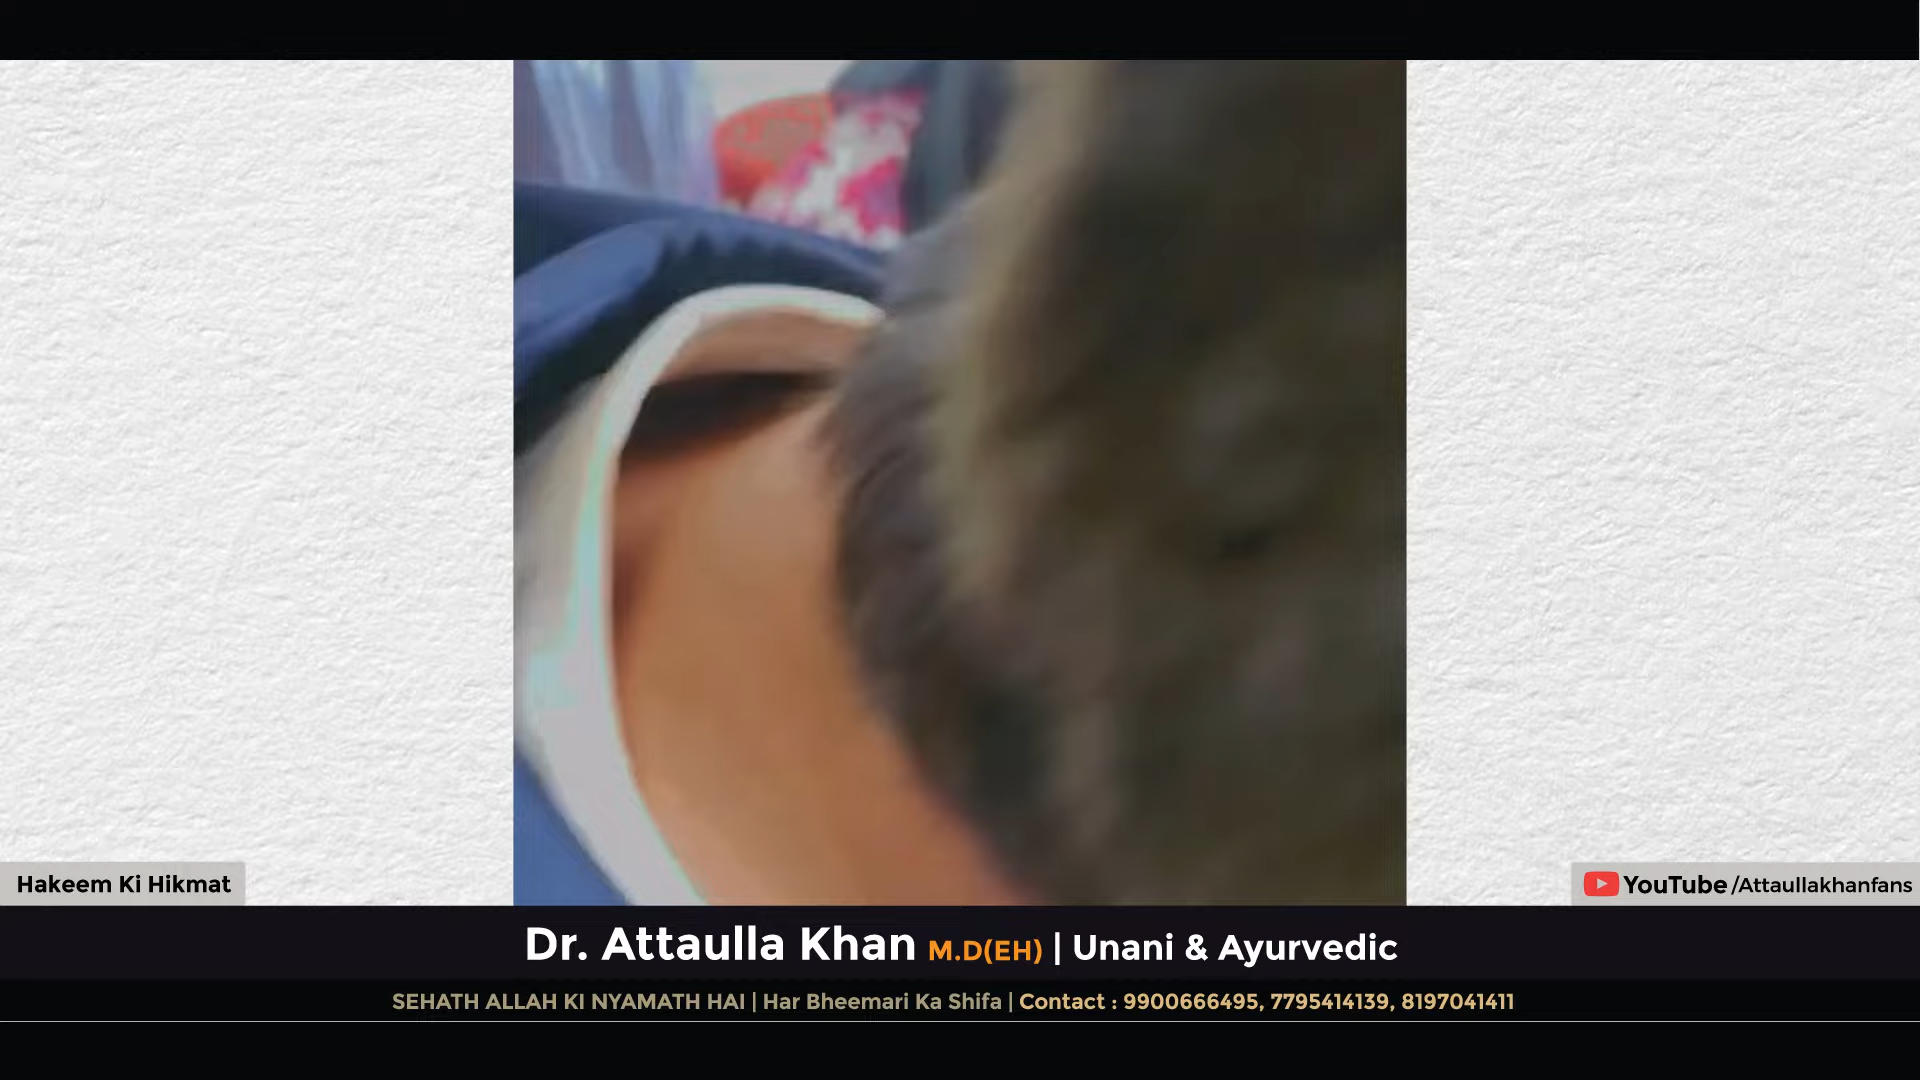 Hakeem Ki Hikmat
YouTube /Attaullakhanfans
Dr. Attaulla Khan M.D(EH) | Unani & Ayurvedic
SEHATH ALLAH KI NYAMATH HAI | Har Bheemari Ka Shifa | Contact : 9900666495, 7795414139, 8197041411